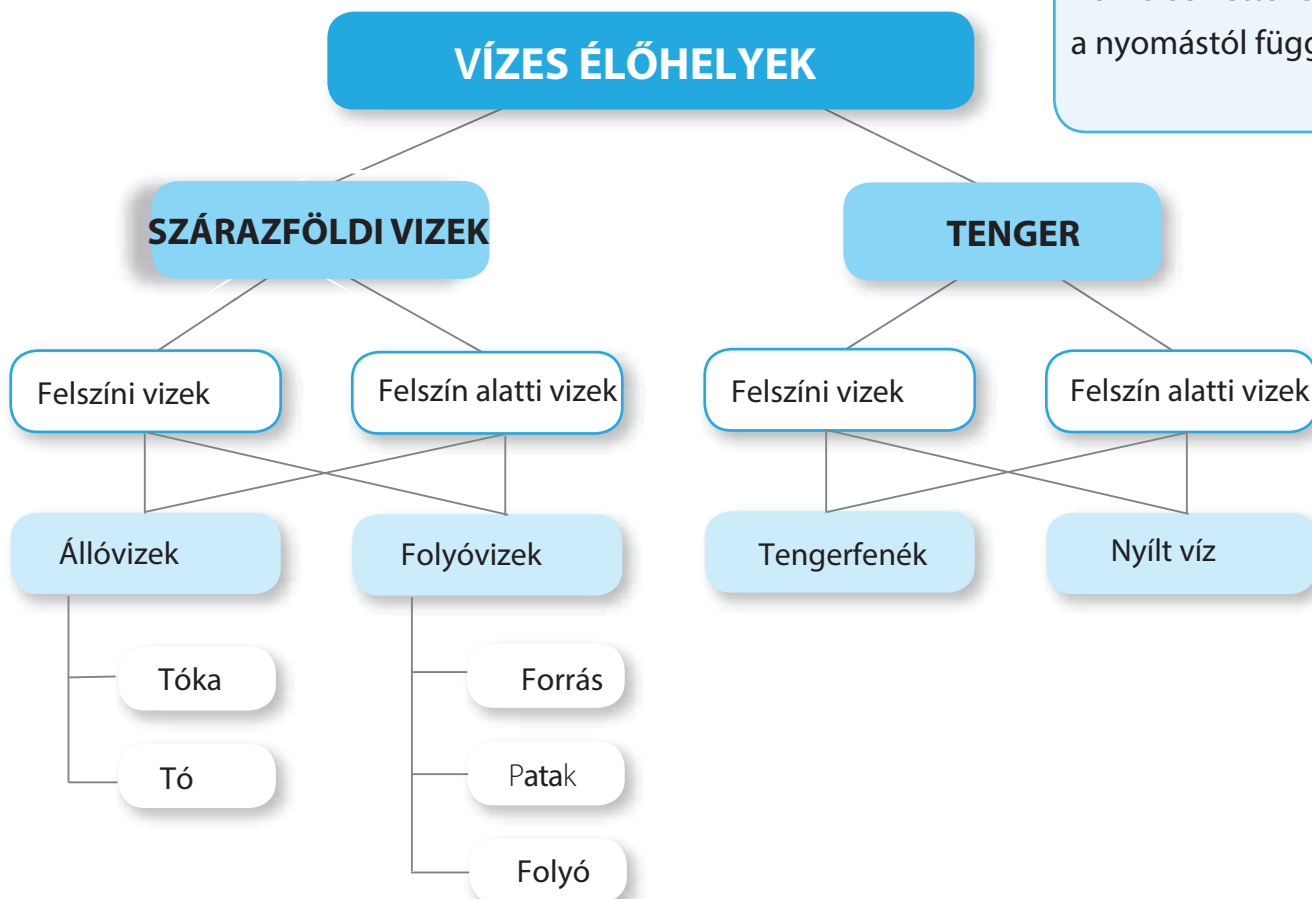 a nyomástól
VÍZES ÉLŐHELYEK
SZÁRAZFÖLDI VIZEK
TENGER
Felszíni vizek
Felszín alatti vizek
Felszíni vizek
Felszín alatti vizek
Állóvizek
Folyóvizek
Tengerfenék
Nyílt víz
Tóka
Forrás
Tó
Patak
Folyó